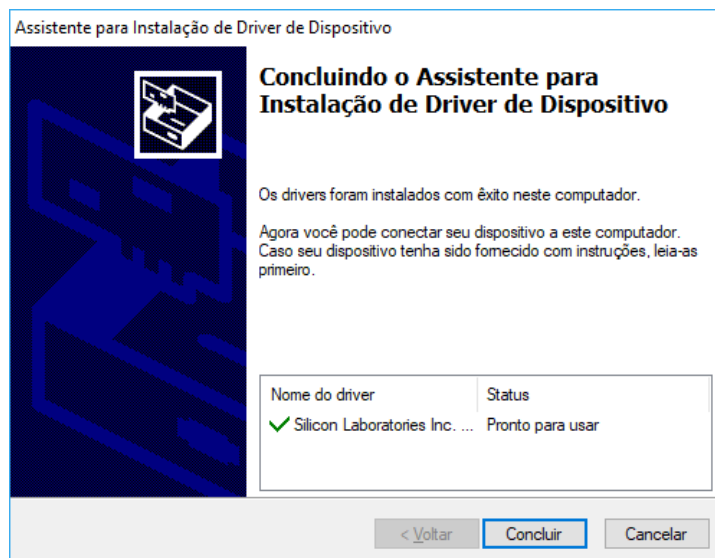 Assistente para Instalação de Driver de Dispositivo
Concluindo o Assistente para
Instalação de Driver de Dispositivo
Os drivers foram instalados com êxito neste computador.
Agora você pode conectar seu dispositivo a este computador.
Caso seu dispositivo tenha sido fornecido com instruções, leia-as
primeiro.
Nome do driver Status
Silicon Laboratories Inc. ... Pronto para usar
< Voltar Concluir Cancelar